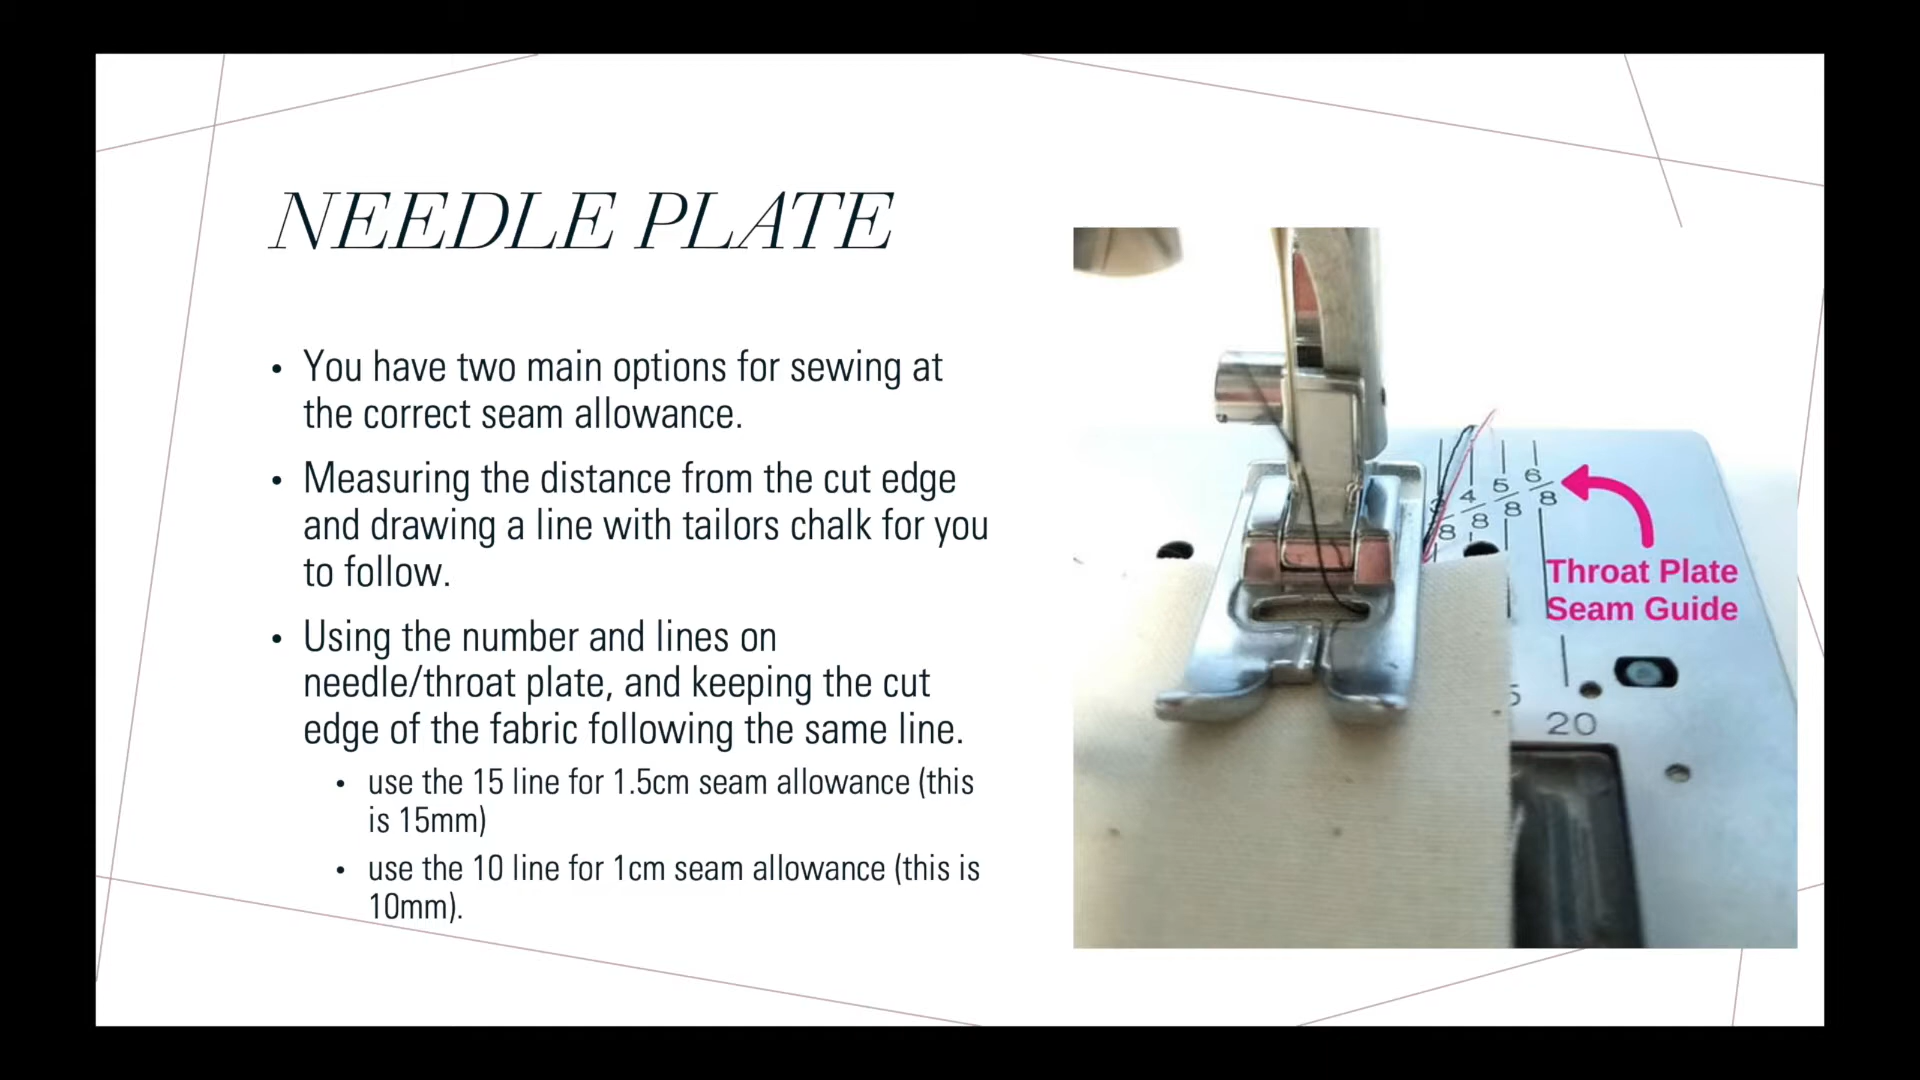 NEEDLE PLATE
• You have two main options for sewing at
the correct seam allowance.
• Measuring the distance from the cut edge
and drawing a line with tailors chalk for you
to follow.
• Using the number and lines on
needle/throat plate, and keeping the cut
edge of the fabric following the same line.
• use the 15 line for 1.5cm seam allowance (this
is 15mm)
• use the 10 line for 1cm seam allowance (this is
10mm).
4/8 5/8 6/8
Throat Plate
Seam Guide
20